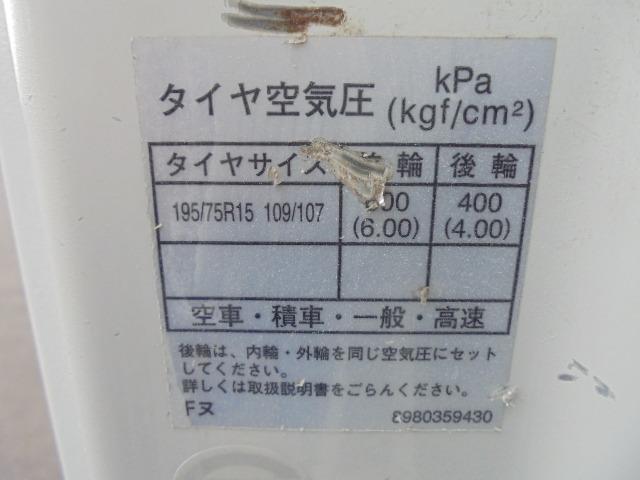 タイヤ空気圧 kPa (kgf/cm²)
タイヤサイズ 輪 後輪
195/75R15 109/107 600 (6.00) 400 (4.00)
空車・積車・一般・高速
後輪は、内輪・外輪を同じ空気圧にセット
してください。
詳しくは取扱説明書をごらんください。
Fヌ 8980359430